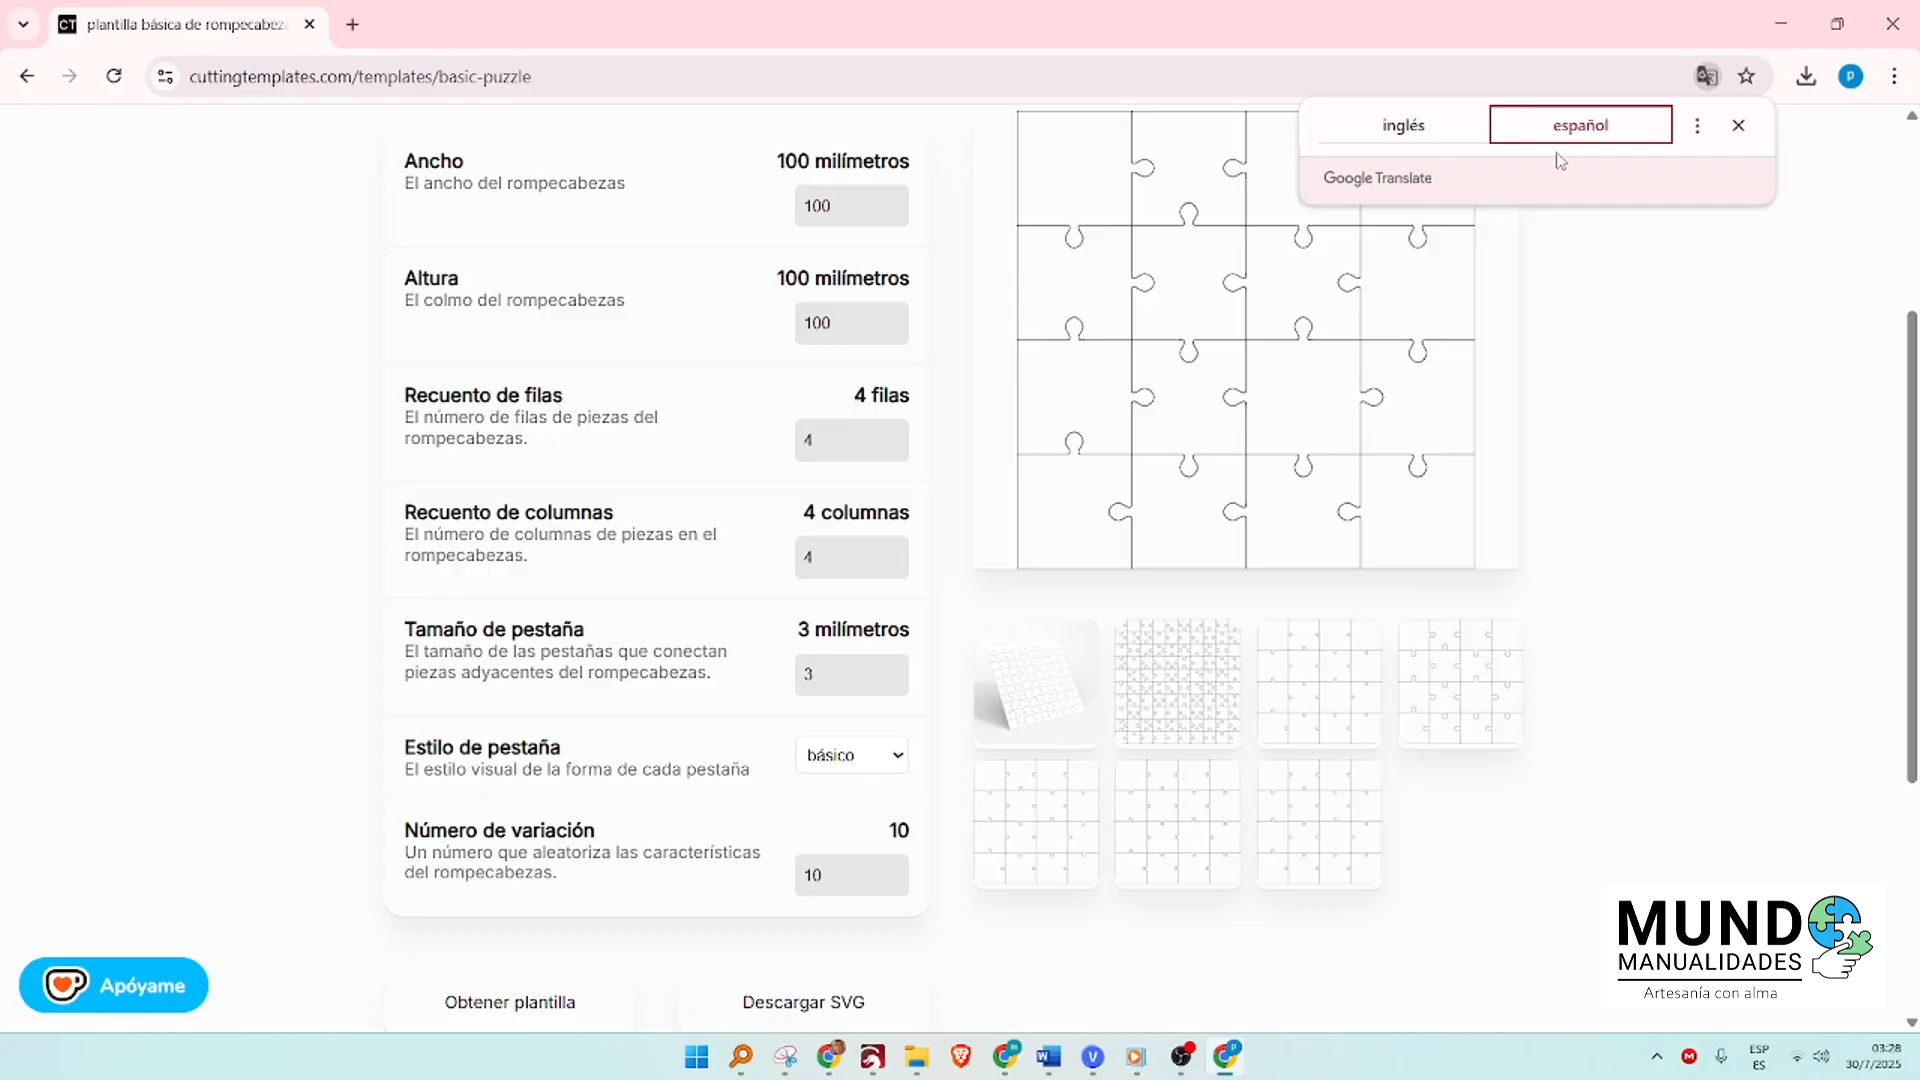 CT plantilla básica de rompecabeza
cuttingtemplates.com/templates/basic-puzzle
P
inglés
español
Google Translate
Ancho
100 milímetros
El ancho del rompecabezas
100
Altura
100 milímetros
El colmo del rompecabezas
100
Recuento de filas
4 filas
El número de filas de piezas del
rompecabezas.
4
Recuento de columnas
4 columnas
El número de columnas de piezas en el
rompecabezas.
4
Tamaño de pestaña
3 milímetros
El tamaño de las pestañas que conectan
piezas adyacentes del rompecabezas.
3
Estilo de pestaña
básico
El estilo visual de la forma de cada pestaña
Número de variación
10
Un número que aleatoriza las características
del rompecabezas.
10
Apóyame
Obtener plantilla
Descargar SVG
MUNDO
MANUALIDADES
Artesanía con alma
ESP
ES
03:28
30/7/2025